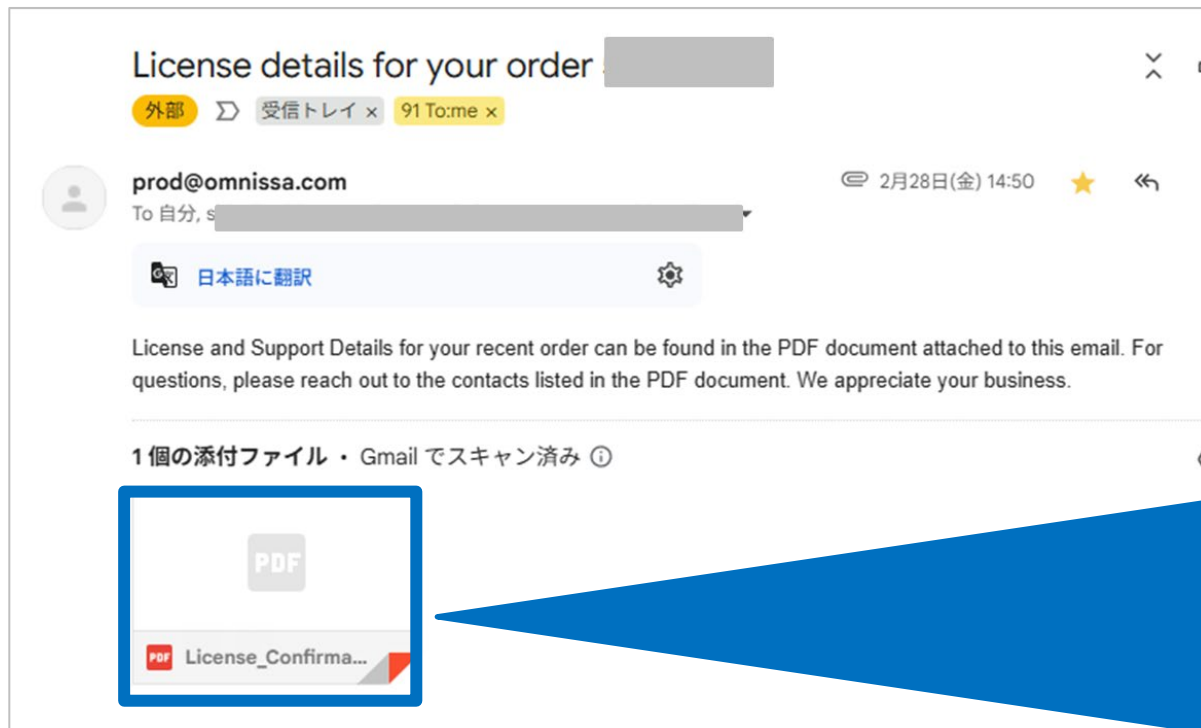 License details for your order
外部 受信トレイ × 91 To:me ×
prod@omnissa.com 2月28日(金) 14:50
To 自分, s
日本語に翻訳
License and Support Details for your recent order can be found in the PDF document attached to this email. For
questions, please reach out to the contacts listed in the PDF document. We appreciate your business.
1 個の添付ファイル • Gmail でスキャン済み
PDF
PDF License_Confirma...